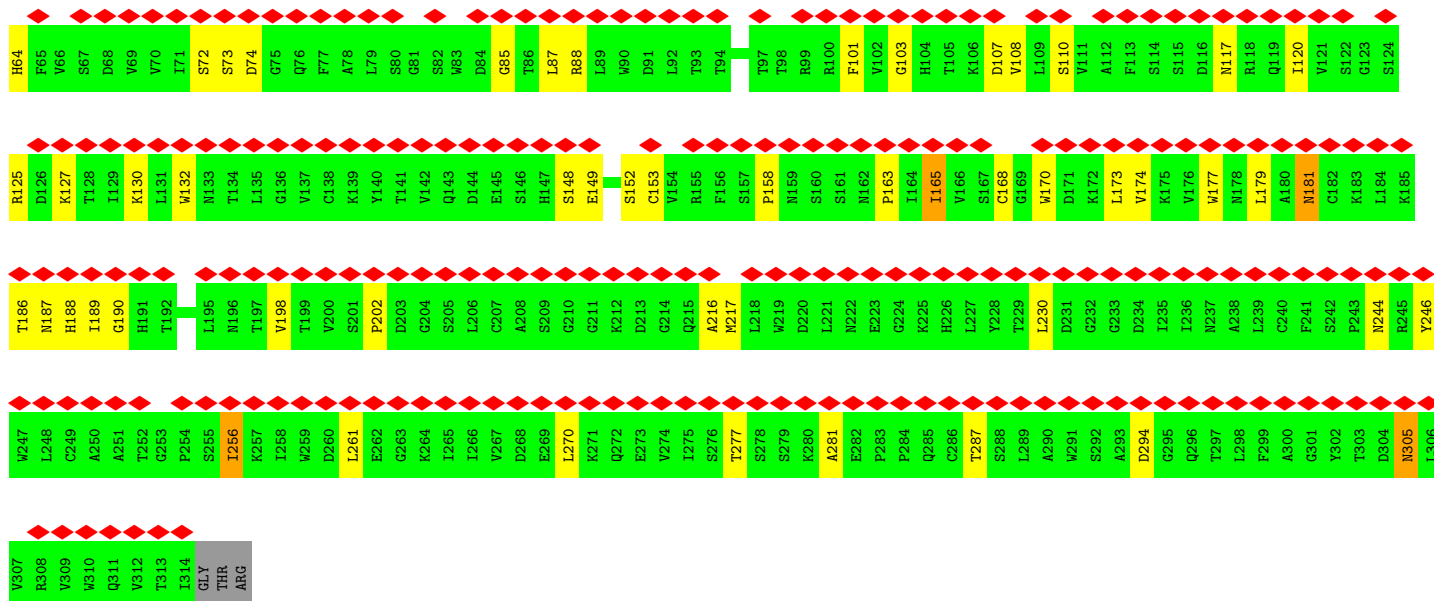 H64 F65 V66 S67 D68 V69 V70 I71 S72 S73 D74 G75 Q76 F77 A78 L79 S80 G81 S82 W83 D84 G85 T86 L87 R88 L89 W90 D91 L92 T93 T94 T97 T98 R99 R100 F101 V102 G103 H104 T105 K106 D107 V108 L109 S110 V111 A112 F113 S114 S115 D116 N117 R118 Q119 I120 V121 S122 G123 S124
R125 D126 K127 T128 I129 K130 L131 W132 N133 T134 L135 G136 V137 C138 K139 Y140 T141 V142 Q143 D144 E145 S146 H147 S148 E149 S152 C153 V154 R155 F156 S157 P158 N159 S160 S161 N162 P163 I164 I165 V166 S167 C168 G169 W170 D171 K172 L173 V174 K175 V176 W177 N178 L179 A180 N181 C182 K183 L184 K185
T186 N187 H188 I189 G190 H191 T192 L195 N196 T197 V198 T199 V200 S201 P202 D203 G204 S205 L206 C207 A208 S209 G210 G211 K212 D213 G214 Q215 A216 M217 L218 W219 D220 L221 N222 E223 G224 K225 H226 L227 Y228 T229 L230 D231 G232 G233 D234 I235 I236 N237 A238 L239 C240 F241 S242 P243 N244 R245 Y246
W247 L248 G249 A250 A251 T252 G253 P254 S255 I256 K257 I258 W259 D260 L261 E262 G263 K264 I265 I266 V267 D268 E269 L270 K271 Q272 E273 V274 I275 S276 T277 S278 S279 K280 A281 E282 P283 P284 Q285 C286 T287 S288 L289 A290 W291 S292 A293 D294 G295 Q296 T297 L298 F299 A300 G301 Y302 T303 D304 N305 L306
V307 R308 V309 W310 Q311 V312 T313 I314 GLY THR ARG